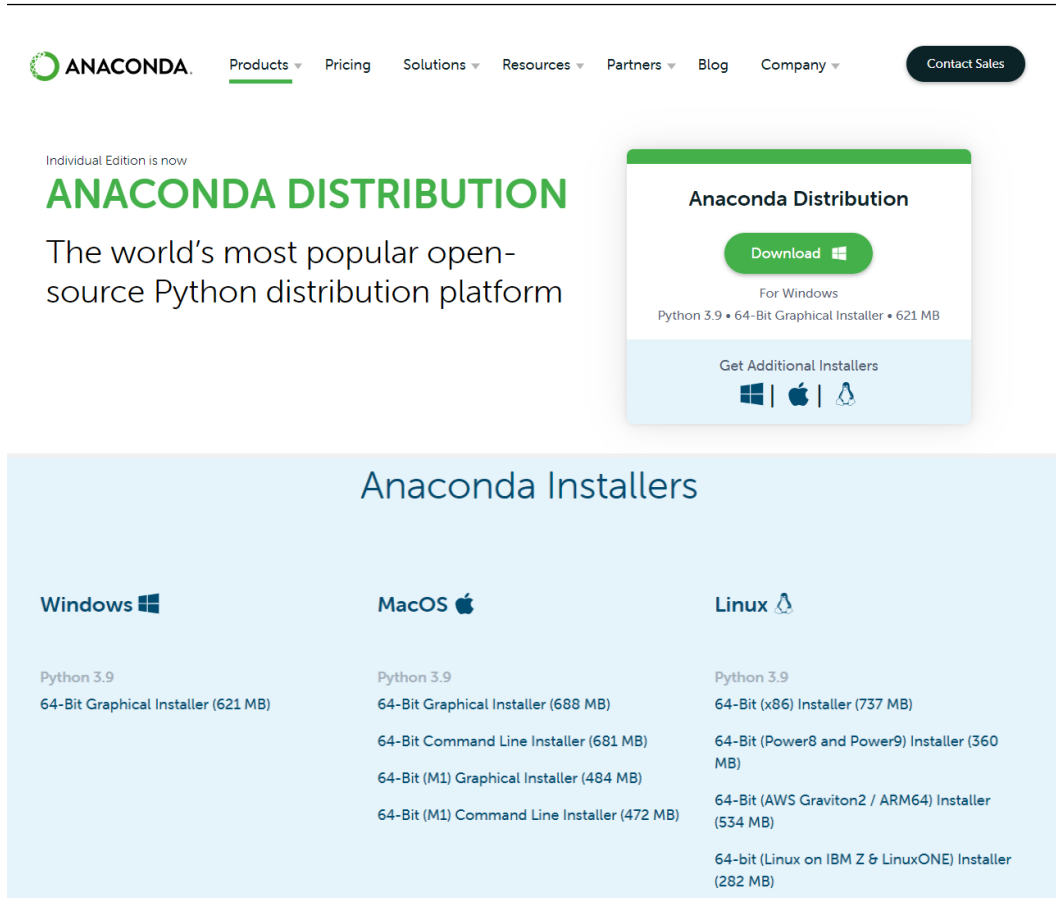 ANACONDA.
Products
Pricing
Solutions
Resources
Partners
Blog
Company
Contact Sales
Individual Edition is now
ANACONDA DISTRIBUTION
The world's most popular open-
source Python distribution platform
Anaconda Distribution
Download
For Windows
Python 3.9 • 64-Bit Graphical Installer • 621 MB
Get Additional Installers
Anaconda Installers
Windows
Python 3.9
64-Bit Graphical Installer (621 MB)
MacOS
Python 3.9
64-Bit Graphical Installer (688 MB)
64-Bit Command Line Installer (681 MB)
64-Bit (M1) Graphical Installer (484 MB)
64-Bit (M1) Command Line Installer (472 MB)
Linux
Python 3.9
64-Bit (x86) Installer (737 MB)
64-Bit (Power8 and Power9) Installer (360
MB)
64-Bit (AWS Graviton2 / ARM64) Installer
(534 MB)
64-bit (Linux on IBM Z & LinuxONE) Installer
(282 MB)